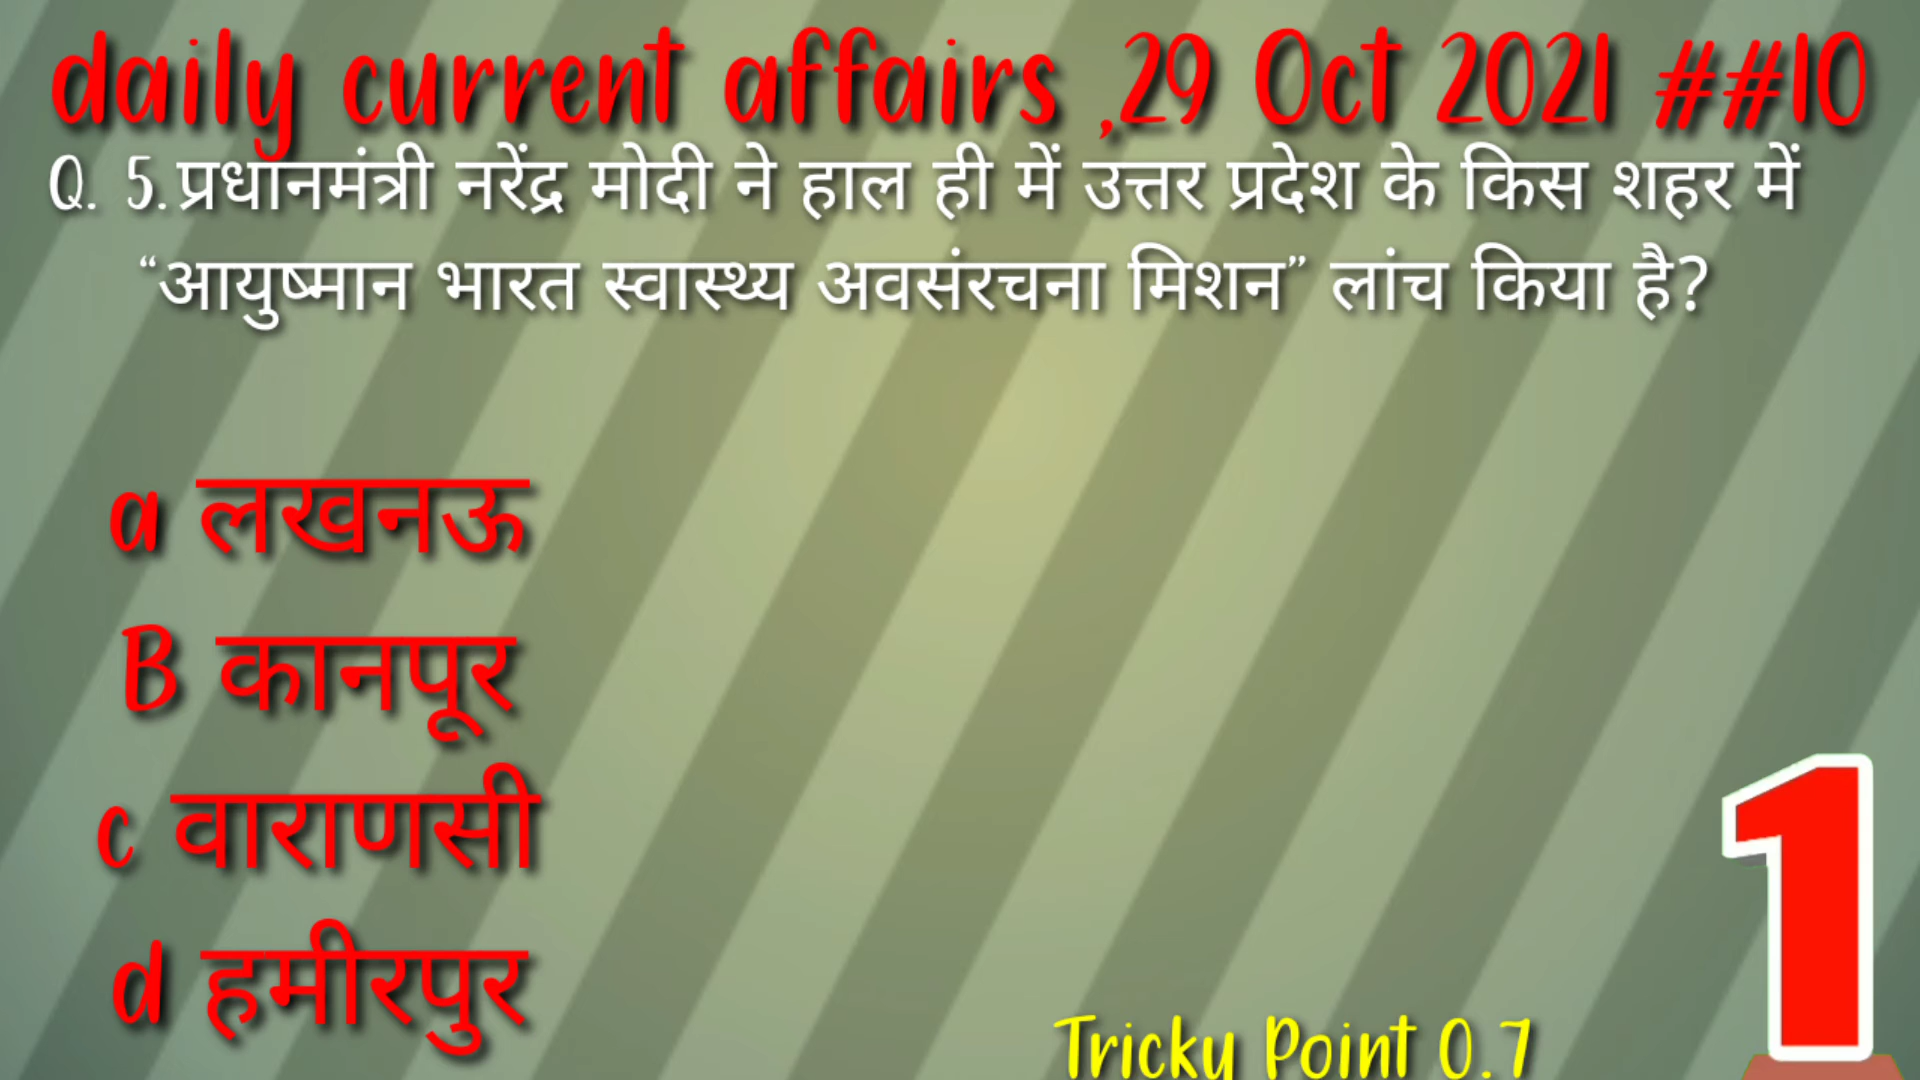 daily current affairs ,29 Oct 2021 ##10
Q. 5.प्रधानमंत्री नरेंद्र मोदी ने हाल ही में उत्तर प्रदेश के किस शहर में
“आयुष्मान भारत स्वास्थ्य अवसंरचना मिशन” लांच किया है?
a लखनऊ
B कानपूर
c वाराणसी
d हमीरपुर
1
Tricky Point 0.7